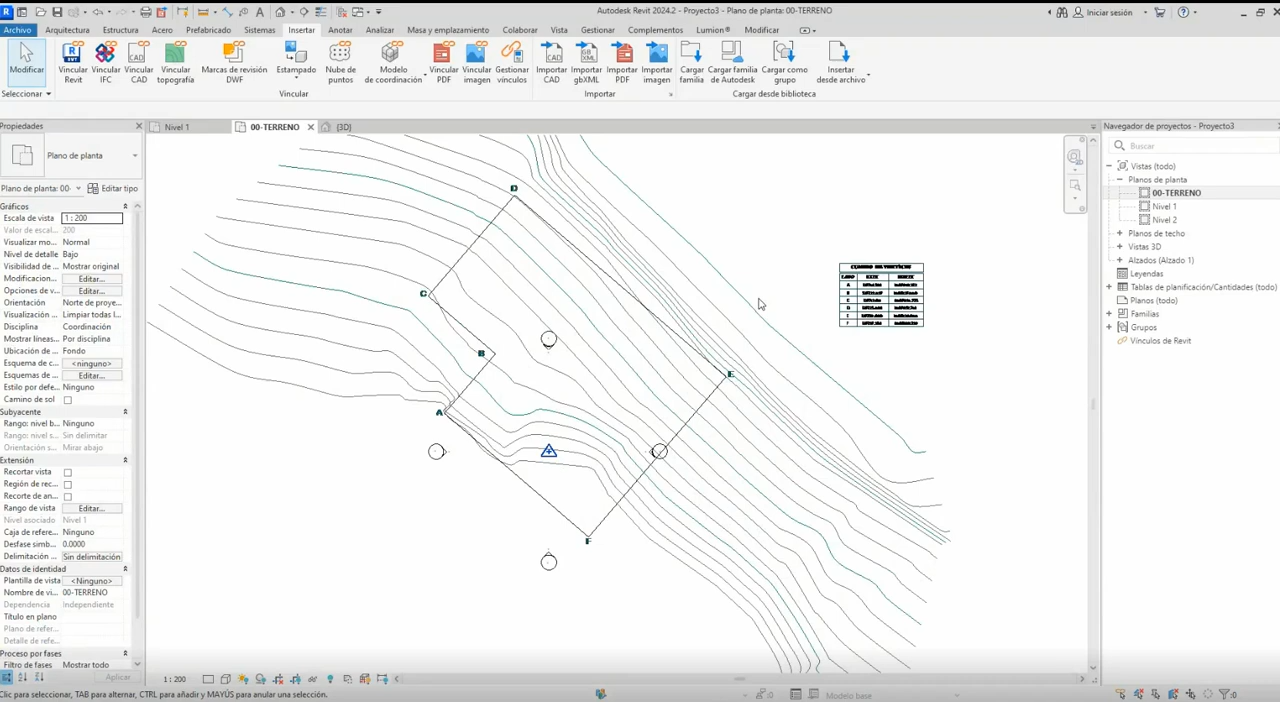 Autodesk Revit 2024.2 - Proyecto3 - Plano de planta: 00-TERRENO
Iniciar sesión
Archivo Arquitectura Estructura Acero Prefabricado Sistemas Insertar Anotar Analizar Masa y emplazamiento Colaborar Vista Gestionar Complementos Lumion® Modificar
Modificar
Vincular Revit
Vincular IFC
Vincular CAD
Vincular topografía
Marcas de revisión DWF
Estampado
Nube de puntos
Modelo de coordinación
Vincular PDF
Vincular imagen
Gestionar vínculos
Importar CAD
Importar gbXML
Importar PDF
Importar imagen
Cargar familia
Cargar familia de Autodesk
Cargar como grupo
Insertar desde archivo
Seleccionar
Vincular
Importar
Cargar desde biblioteca
Propiedades
Nivel 1
00-TERRENO
{3D}
Navegador de proyectos - Proyecto3
Plano de planta
Buscar
Plano de planta: 00-
Editar tipo
Gráficos
Escala de vista 1 : 200
Valor de escal... 200
Visualizar mo... Normal
Nivel de detalle Bajo
Visibilidad de ... Mostrar original
Modificacion... Editar...
Opciones de v... Editar...
Orientación Norte de proye...
Visualización ... Limpiar todas l...
Disciplina Coordinación
Mostrar líneas... Por disciplina
Ubicación de ... Fondo
Esquema de c... <ninguno>
Esquemas de ... Editar...
Estilo por defe... Ninguno
Camino de sol
Subyacente
Rango: nivel b... Ninguno
Rango: nivel s... Sin delimitar
Orientación s... Mirar abajo
Extensión
Recortar vista
Región de rec...
Recorte de an...
Rango de vista Editar...
Nivel asociado Nivel 1
Caja de refere... Ninguno
Desfase simb... 0.0000
Delimitación ... Sin delimitación
Datos de identidad
Plantilla de vista <Ninguno>
Nombre de vi... 00-TERRENO
Dependencia Independiente
Título en plano
Plano de refer...
Detalle de refe...
Proceso por fases
Filtro de fases Mostrar todo
Aplicar
D
C
B
E
A
F
Vistas (todo)
Planos de planta
00-TERRENO
Nivel 1
Nivel 2
Planos de techo
Vistas 3D
Alzados (Alzado 1)
Leyendas
Tablas de planificación/Cantidades (todo)
Planos (todo)
Familias
Grupos
Vínculos de Revit
1 : 200
Clic para seleccionar, TAB para alternar, CTRL para añadir y MAYÚS para anular una selección.
:0
Modelo base
:0